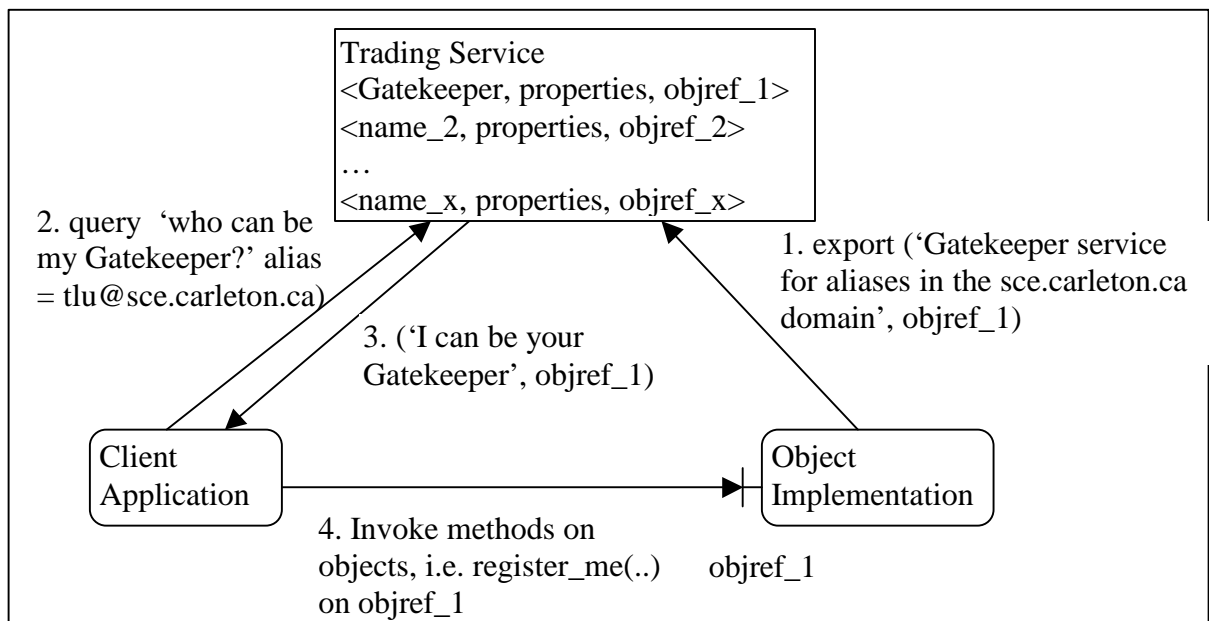 Trading Service
<Gatekeeper, properties, objref_1>
<name_2, properties, objref_2>
…
<name_x, properties, objref_x>
2. query ‘who can be
my Gatekeeper?’ alias
= tlu@sce.carleton.ca)
1. export (‘Gatekeeper service
for aliases in the sce.carleton.ca
domain’, objref_1)
3. (‘I can be your
Gatekeeper’, objref_1)
Client
Application
Object
Implementation
4. Invoke methods on
objects, i.e. register_me(..)
on objref_1
objref_1